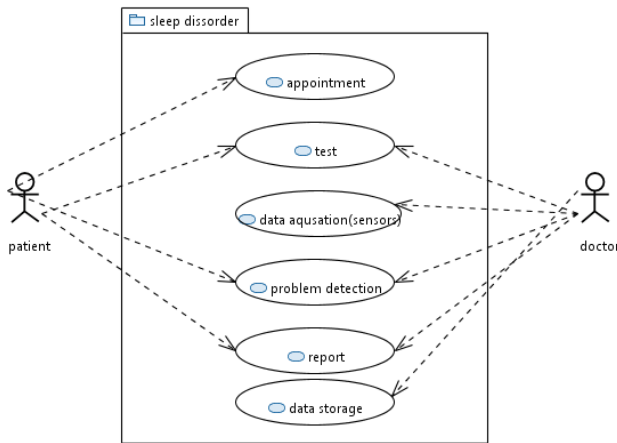 sleep dissorder
appointment
test
data aqusation(sensors)
patient
doctor
problem detection
report
data storage